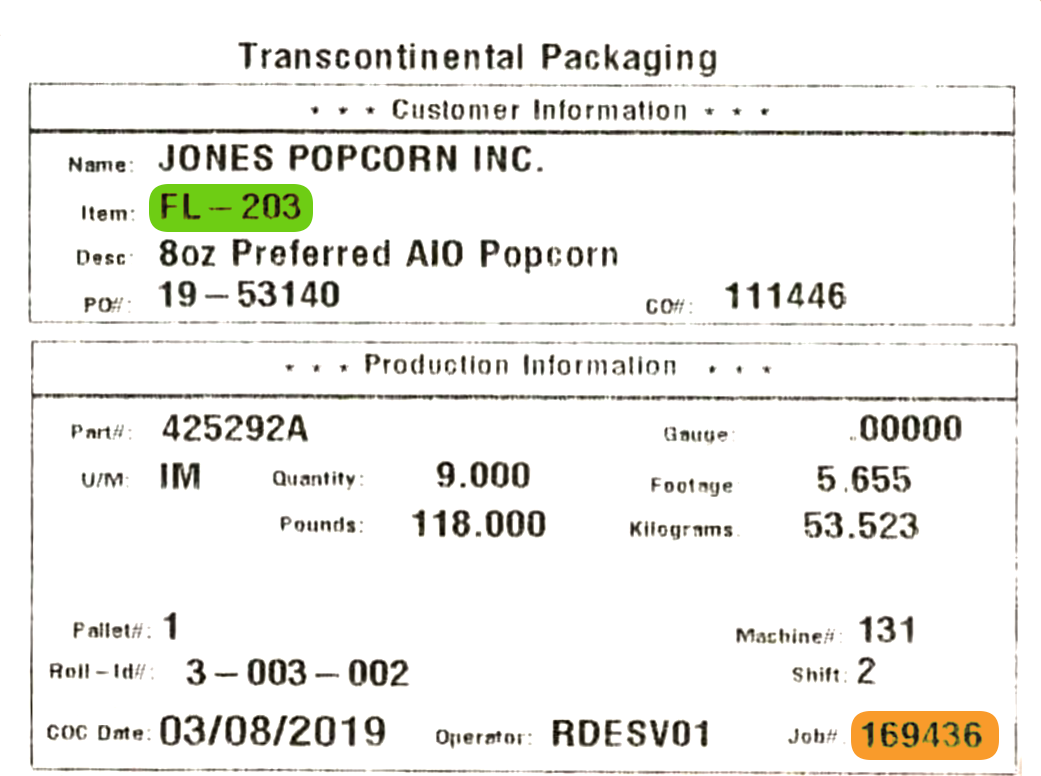 Transcontinental Packaging
* * * Customer Information * * *
Name: JONES POPCORN INC.
Item: FL-203
Desc: 8oz Preferred AIO Popcorn
PO#: 19-53140 CO#: 111446
* * * Production Information * * *
Part#: 425292A Gauge: .00000
U/M: IM Quantity: 9.000 Footage 5.655
Pounds: 118.000 Kilograms 53.523
Pallet#: 1 Machine#: 131
Roll-Id#: 3-003-002 Shift: 2
COC Date: 03/08/2019 Operator: RDESV01 Job# 169436